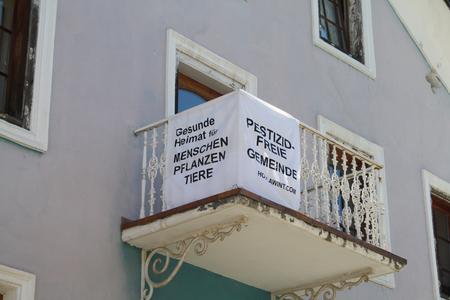 Gesunde
Heimat für
MENSCHEN
PFLANZEN
TIERE
PESTIZID-
FREIE
GEMEINDE